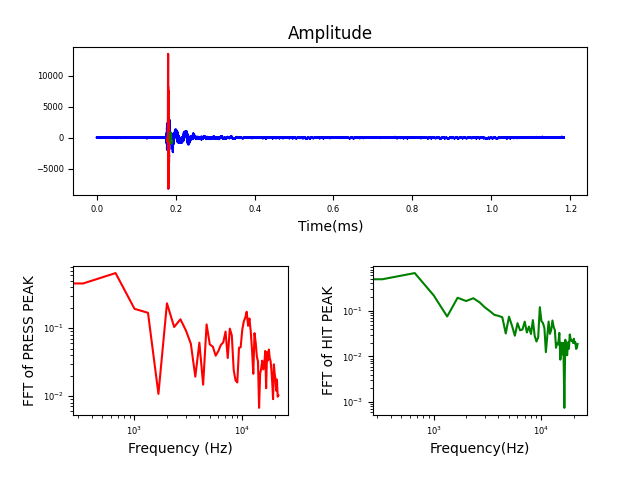 Amplitude
10000
5000
0
−5000
0.0 0.2 0.4 0.6 0.8 1.0 1.2
Time(ms)
FFT of PRESS PEAK
10⁻¹
10⁻²
10³ 10⁴
Frequency (Hz)
FFT of HIT PEAK
10⁻¹
10⁻²
10⁻³
10³ 10⁴
Frequency(Hz)